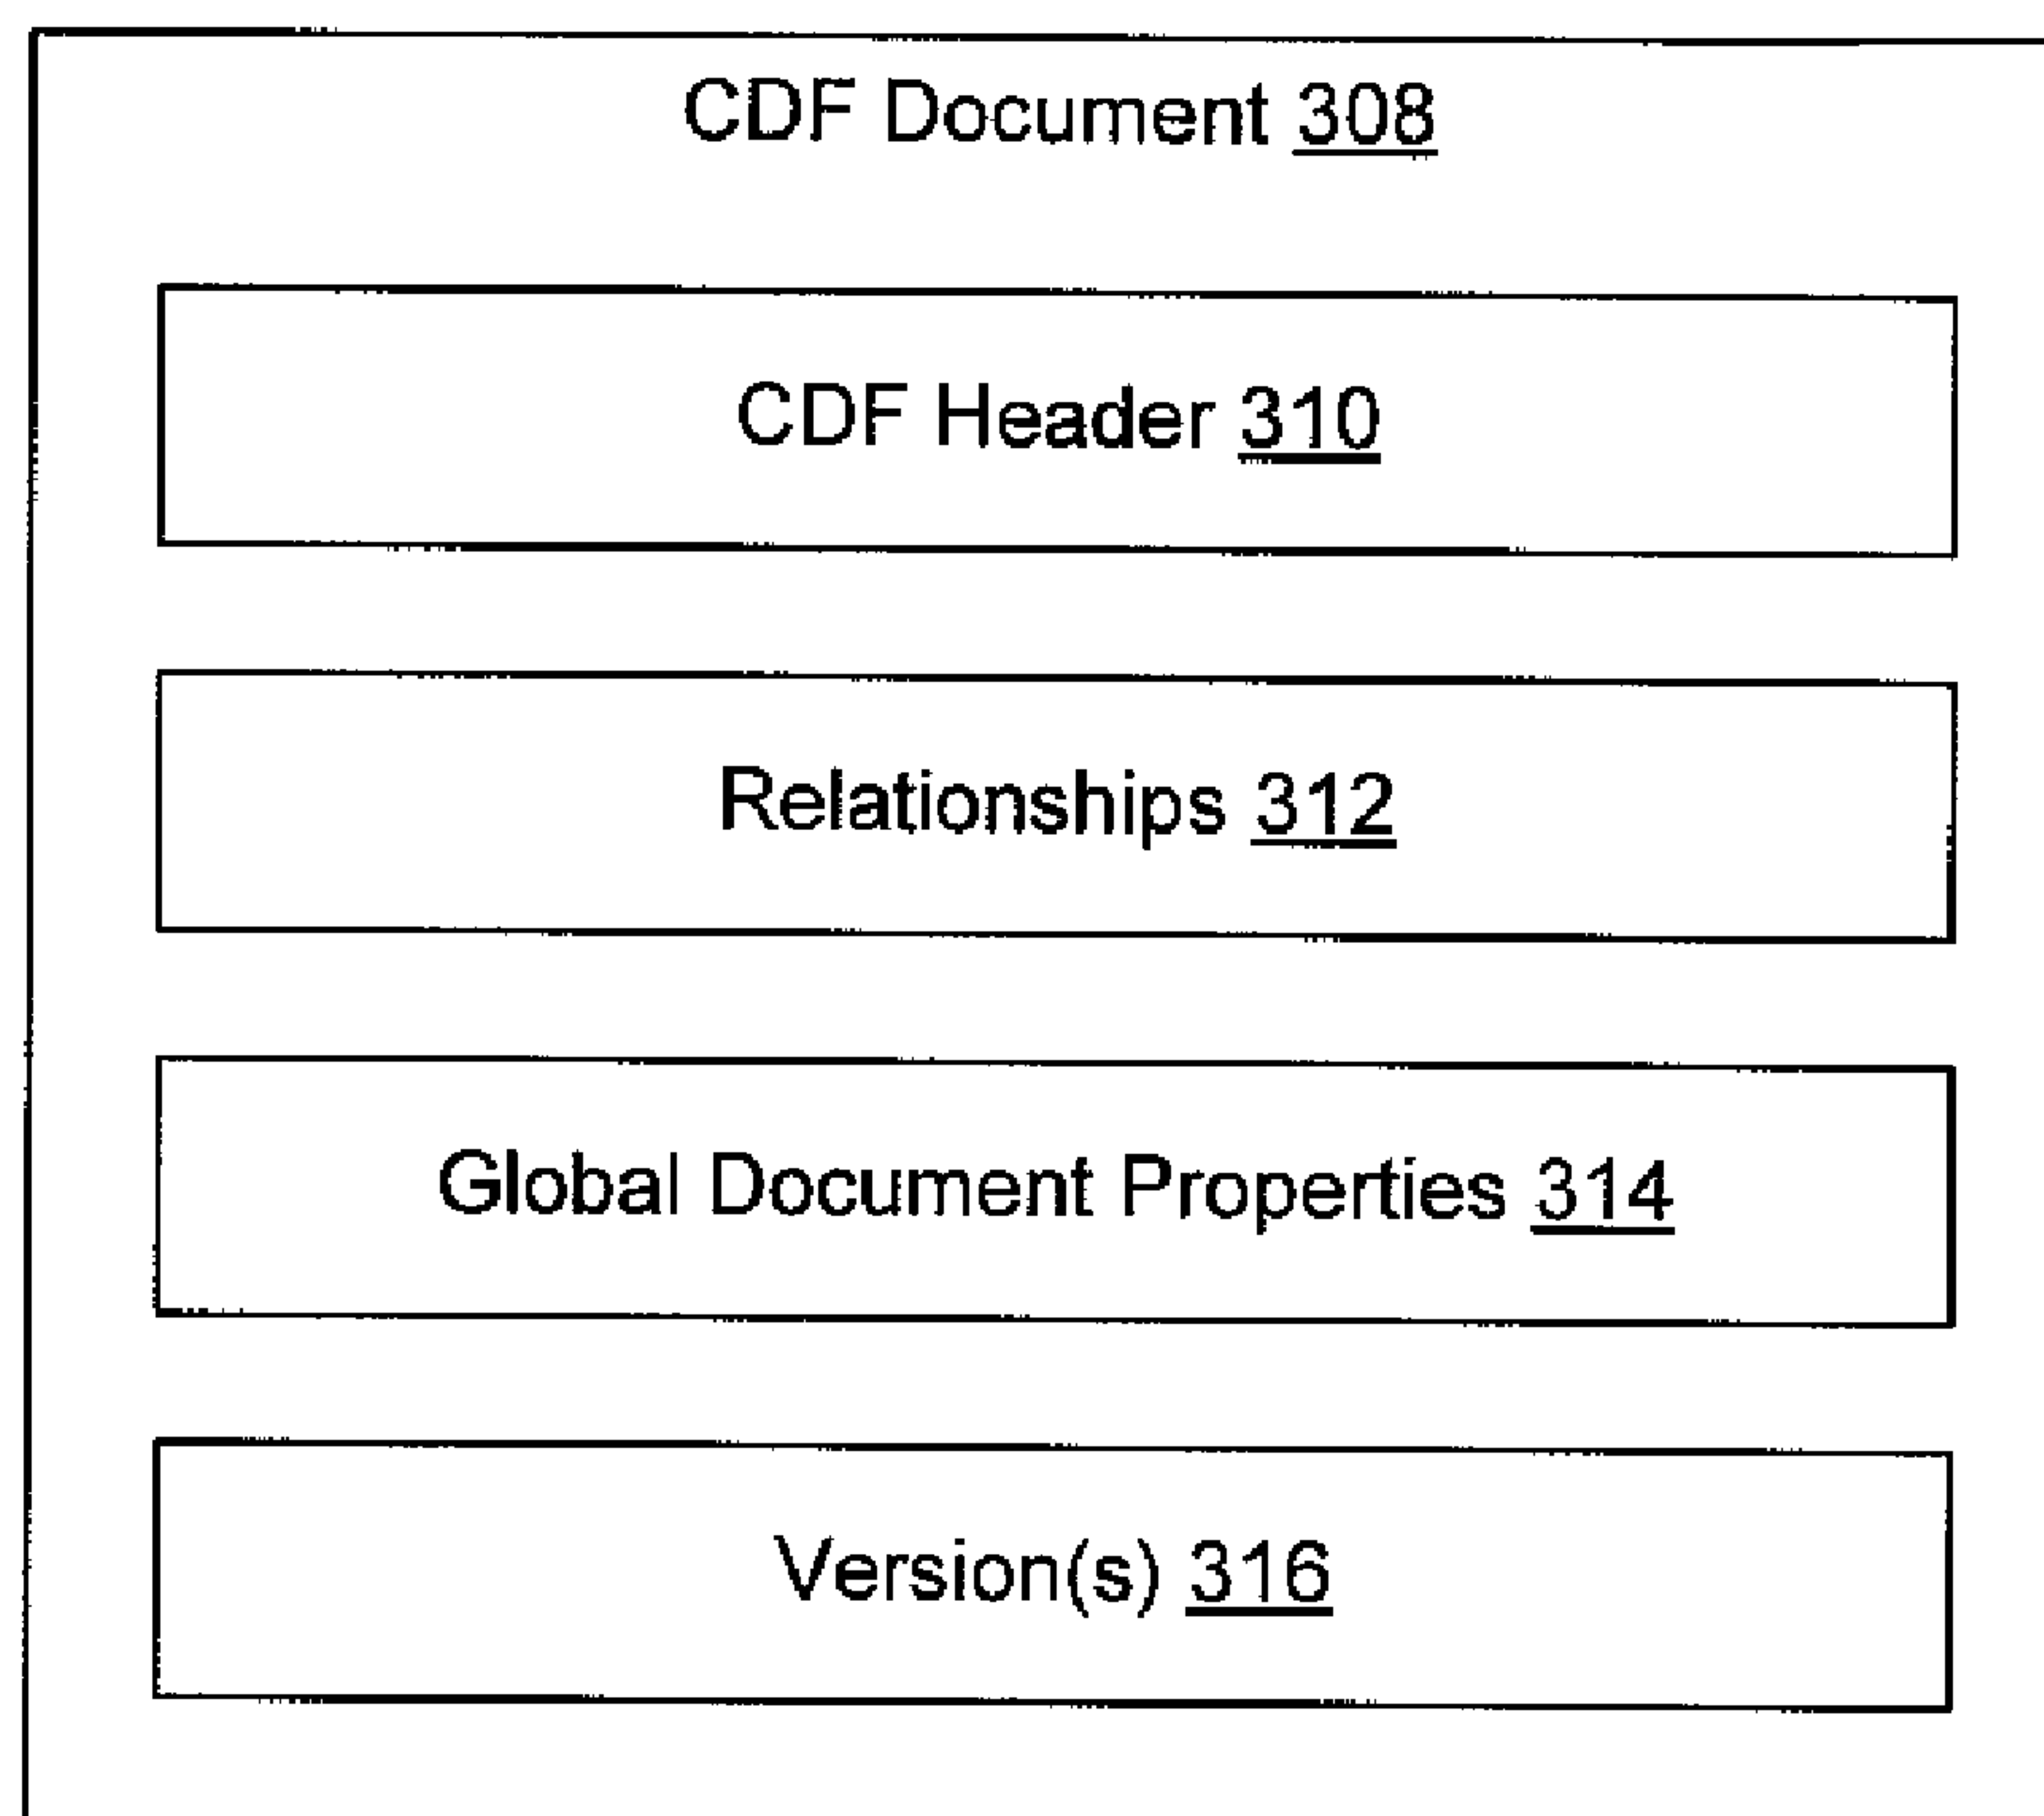 CDF Document 308
CDF Header 310
Relationships 312
Global Document Properties 314
Version(s) 316